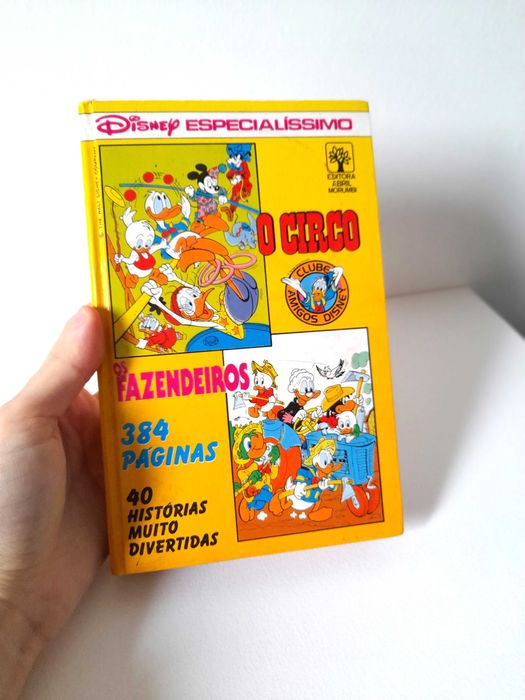 Disney ESPECIALÍSSIMO
EDITORA
ABRIL
MORUMBI
O CIRCO
CLUBE
AMIGOS DISNEY
OS
FAZENDEIROS
384
PÁGINAS
40
HISTÓRIAS
MUITO
DIVERTIDAS